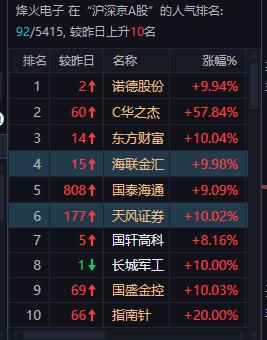 烽火电子 在 “沪深京A股” 的人气排名:
92/5415, 较昨日上升10名
排名 较昨日 名称 涨幅%
1 2↑ 诺德股份 +9.94%
2 60↑ C华之杰 +57.84%
3 14↑ 东方财富 +10.04%
4 15↑ 海联金汇 +9.98%
5 808↑ 国泰海通 +9.09%
6 177↑ 天风证券 +10.02%
7 5↑ 国轩高科 +8.16%
8 1↓ 长城军工 +10.00%
9 69↑ 国盛金控 +10.03%
10 66↑ 指南针 +20.00%